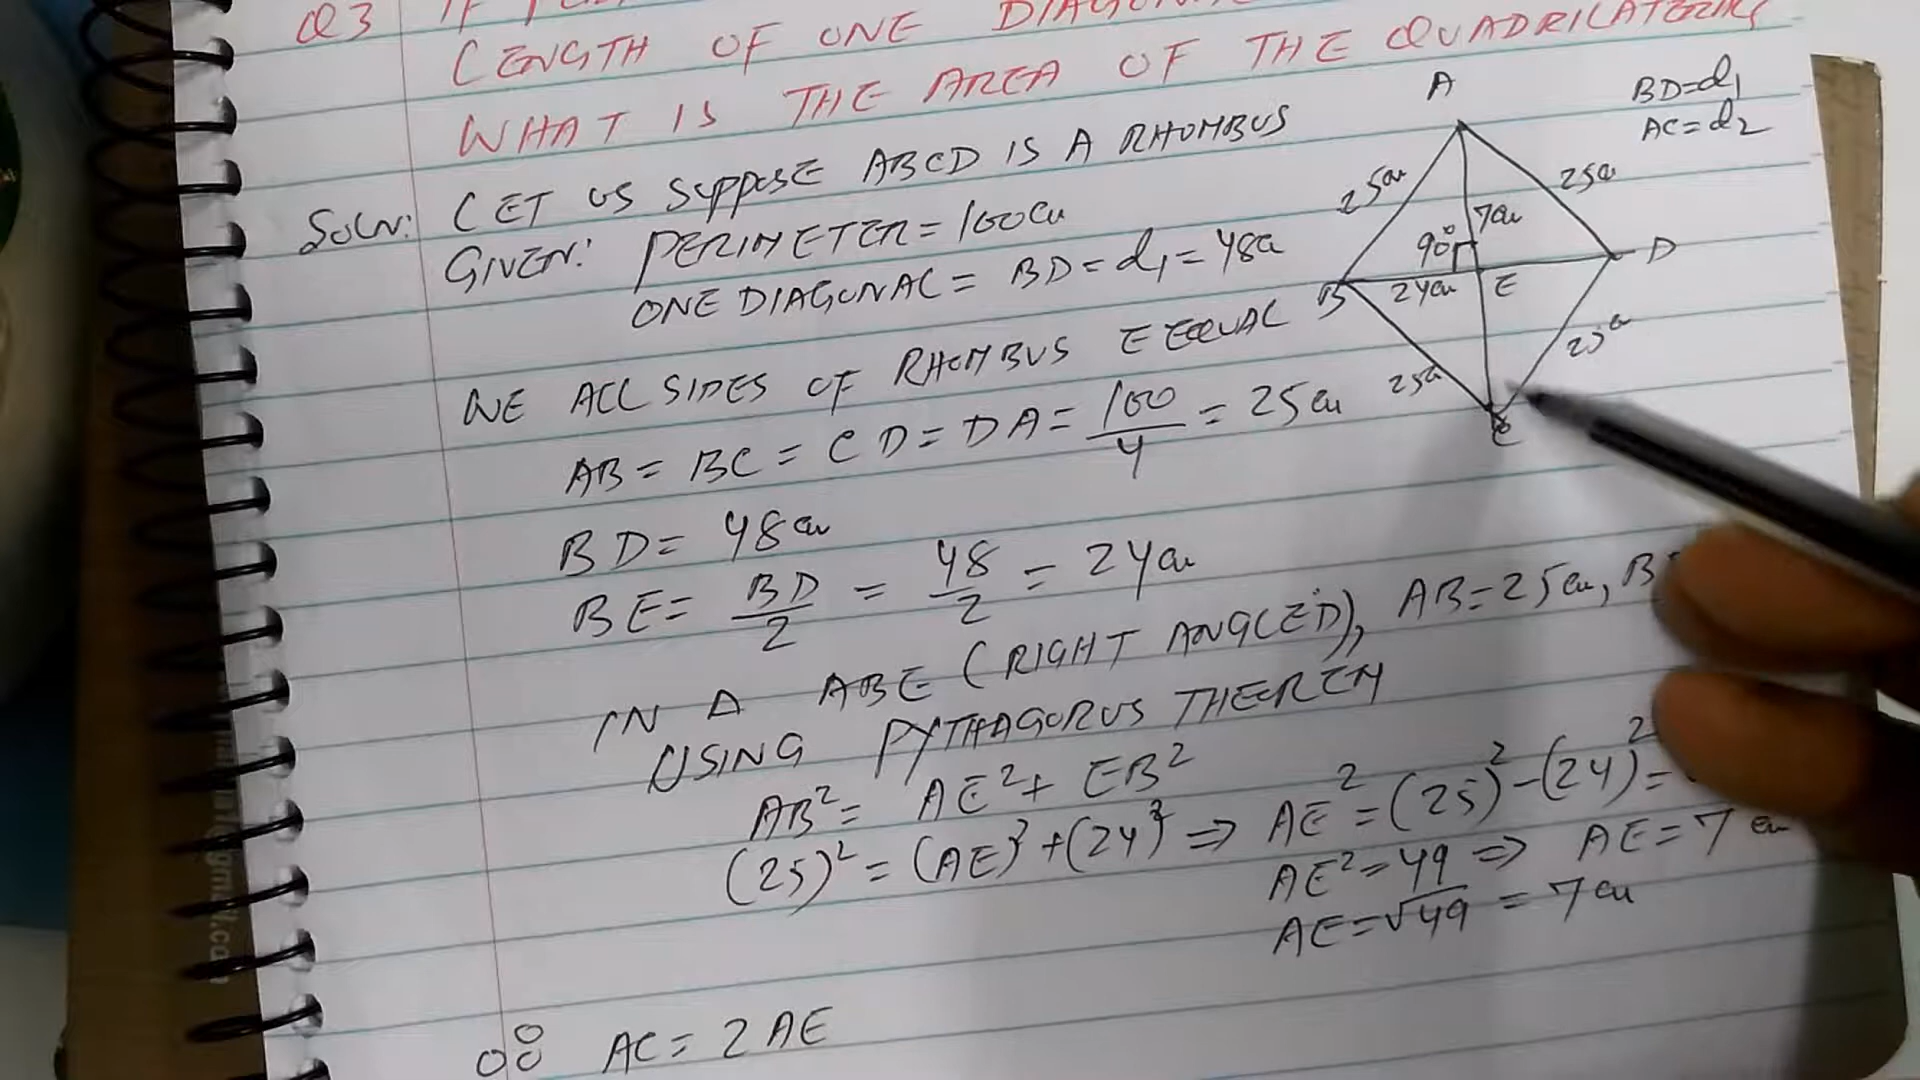 Q3 IF
LENGTH OF ONE
WHAT IS THE AREA OF THE QUADRILATERAL
SOLN: LET US SUPPOSE ABCD IS A RHOMBUS
GIVEN: PERIMETER = 100cm
ONE DIAGONAL = BD = d1 = 48cm
ALL SIDES OF RHOMBUS EQUAL
AB = BC = CD = DA = 100/4 = 25cm
BD = 48cm
BE = BD/2 = 48/2 = 24cm
IN Δ ABE (RIGHT ANGLED), AB = 25cm,
USING PYTHAGORUS THEOREM
AB² = AE² + EB²
(25)² = (AE)² + (24)² ⇒ AE² = (25)² - (24)² =
AE² = 49 ⇒ AE = 7cm
AE = √49 = 7cm
∴ AC = 2AE
BD = d1
AC = d2
A
25cm
25cm
7cm
90°
D
B
24cm
E
25cm
25cm
C